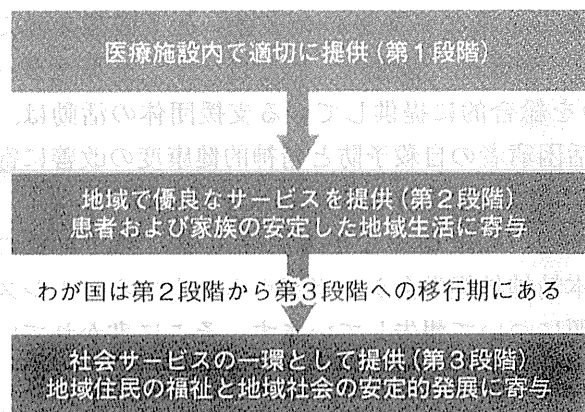 医療施設内で適切に提供（第1段階）
地域で優良なサービスを提供（第2段階）
患者および家族の安定した地域生活に寄与
わが国は第2段階から第3段階への移行期にある
社会サービスの一環として提供（第3段階）
地域住民の福祉と地域社会の安定的発展に寄与